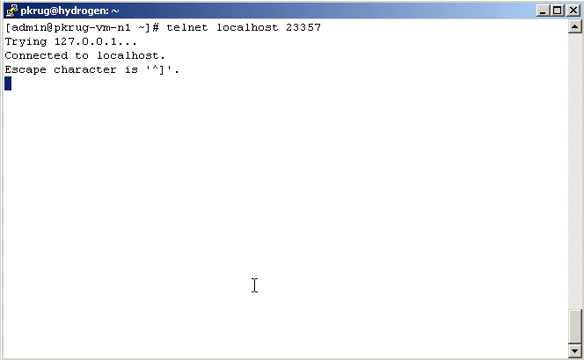 pkrug@hydrogen: ~
[admin@pkrug-vm-n1 ~]# telnet localhost 23357
Trying 127.0.0.1...
Connected to localhost.
Escape character is '^]'.